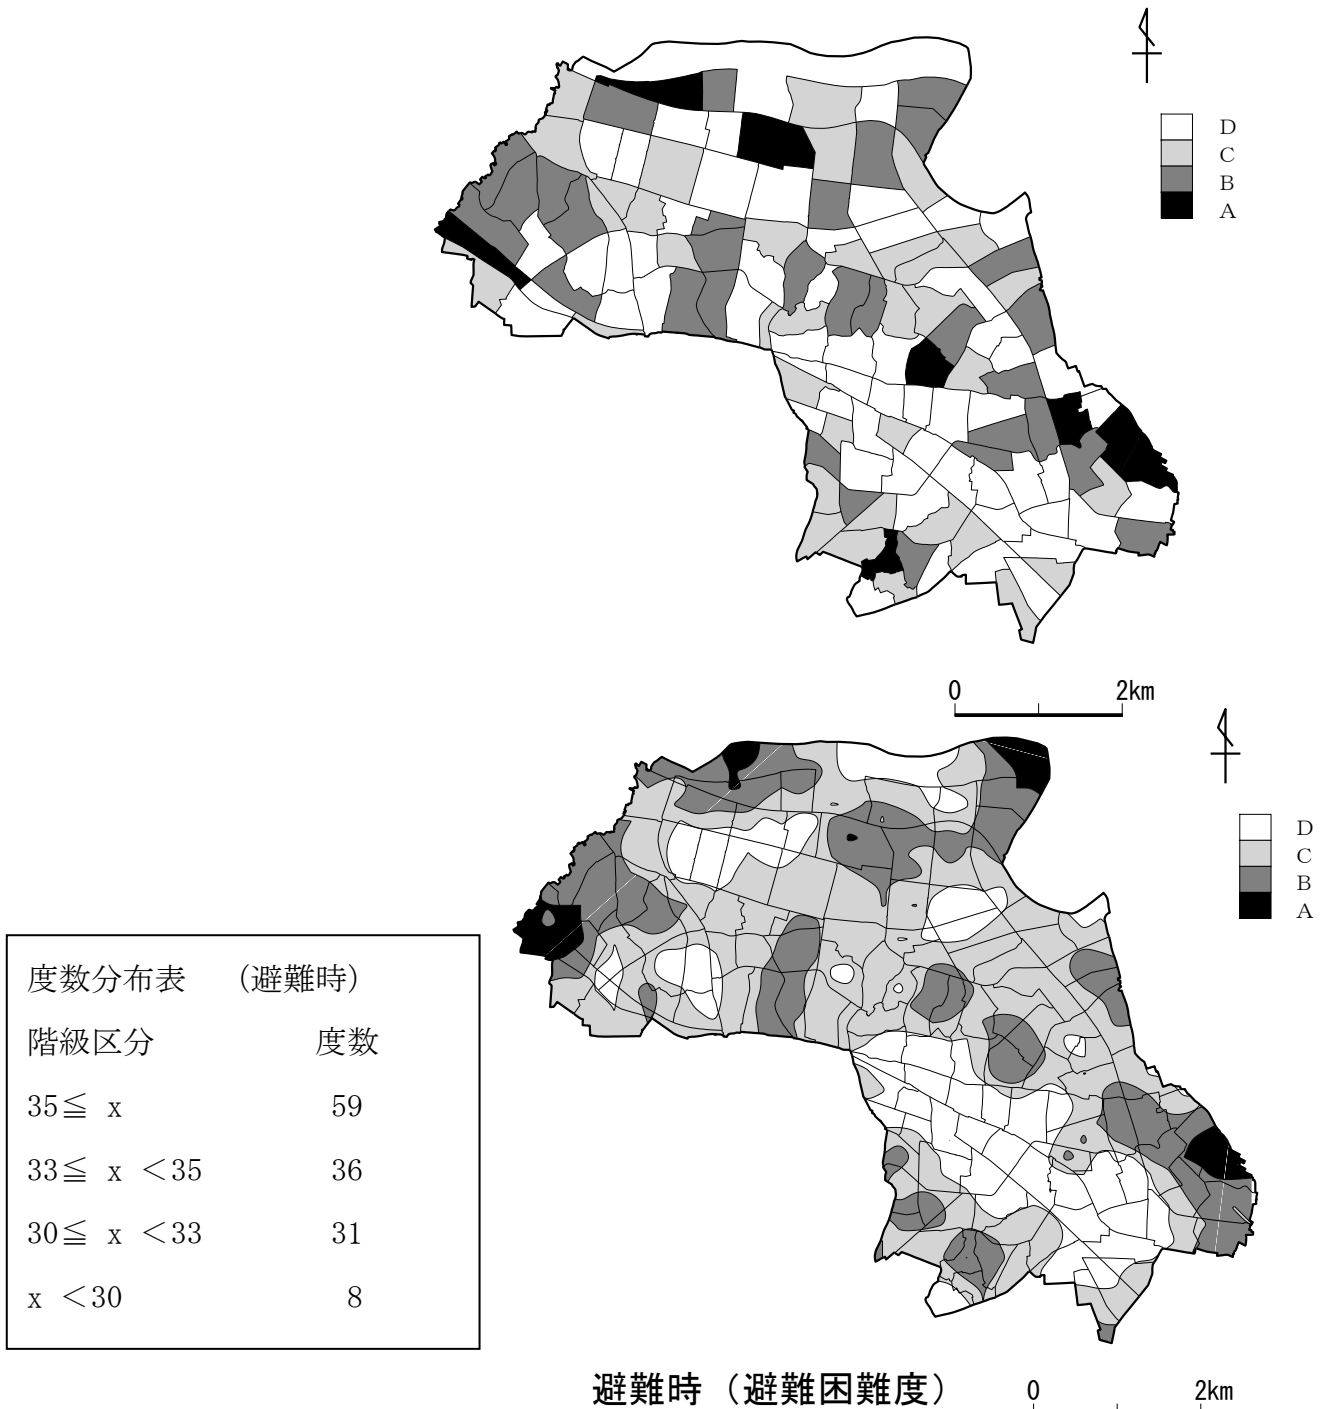 D
C
B
A
0 2km
D
C
B
A
度数分布表 (避難時)
階級区分 度数
35≦ x 59
33≦ x <35 36
30≦ x <33 31
x <30 8
避難時（避難困難度） 0 2km